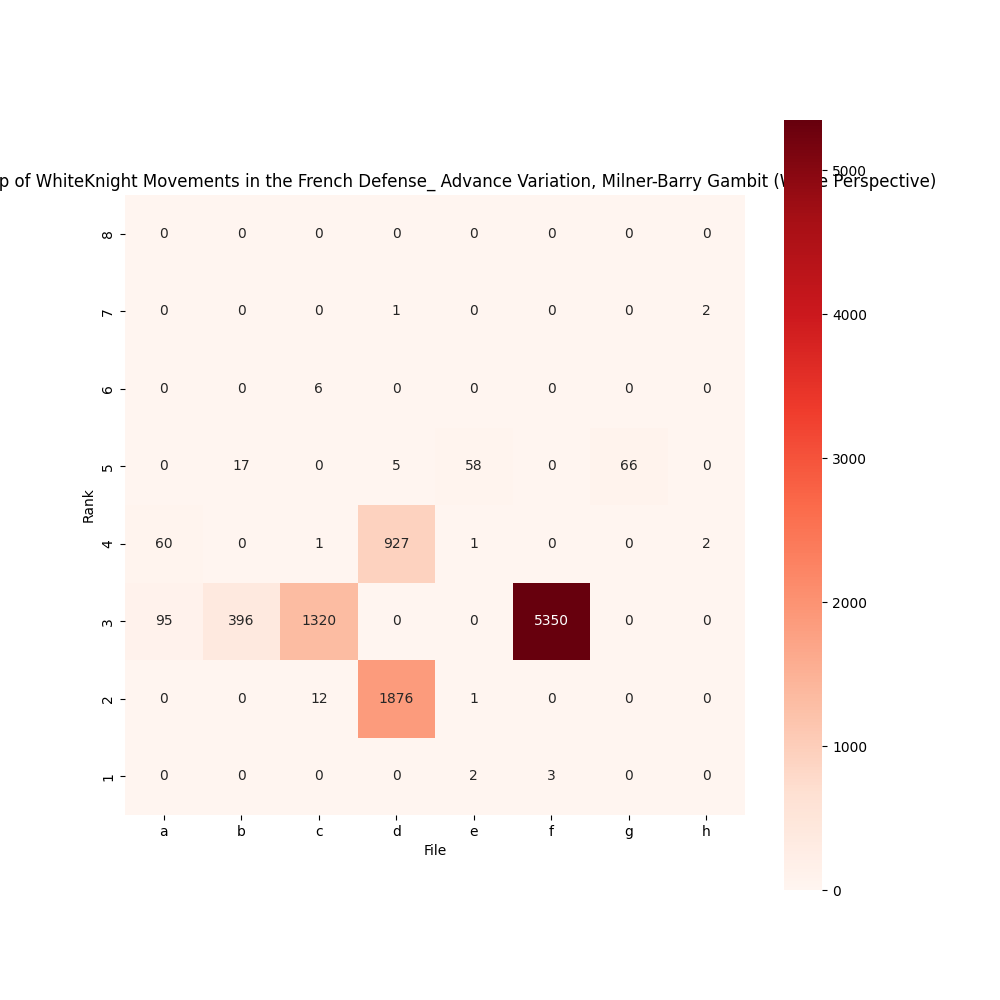 p of WhiteKnight Movements in the French Defense_ Advance Variation, Milner-Barry Gambit ( Perspective)
8 0 0 0 0 0 0 0 0
7 0 0 0 1 0 0 0 2
6 0 0 6 0 0 0 0 0
5 0 17 0 5 58 0 66 0
Rank
4 60 0 1 927 1 0 0 2
3 95 396 1320 0 0 5350 0 0
2 0 0 12 1876 1 0 0 0
1 0 0 0 0 2 3 0 0
a b c d e f g h
File
5000
4000
3000
2000
1000
0